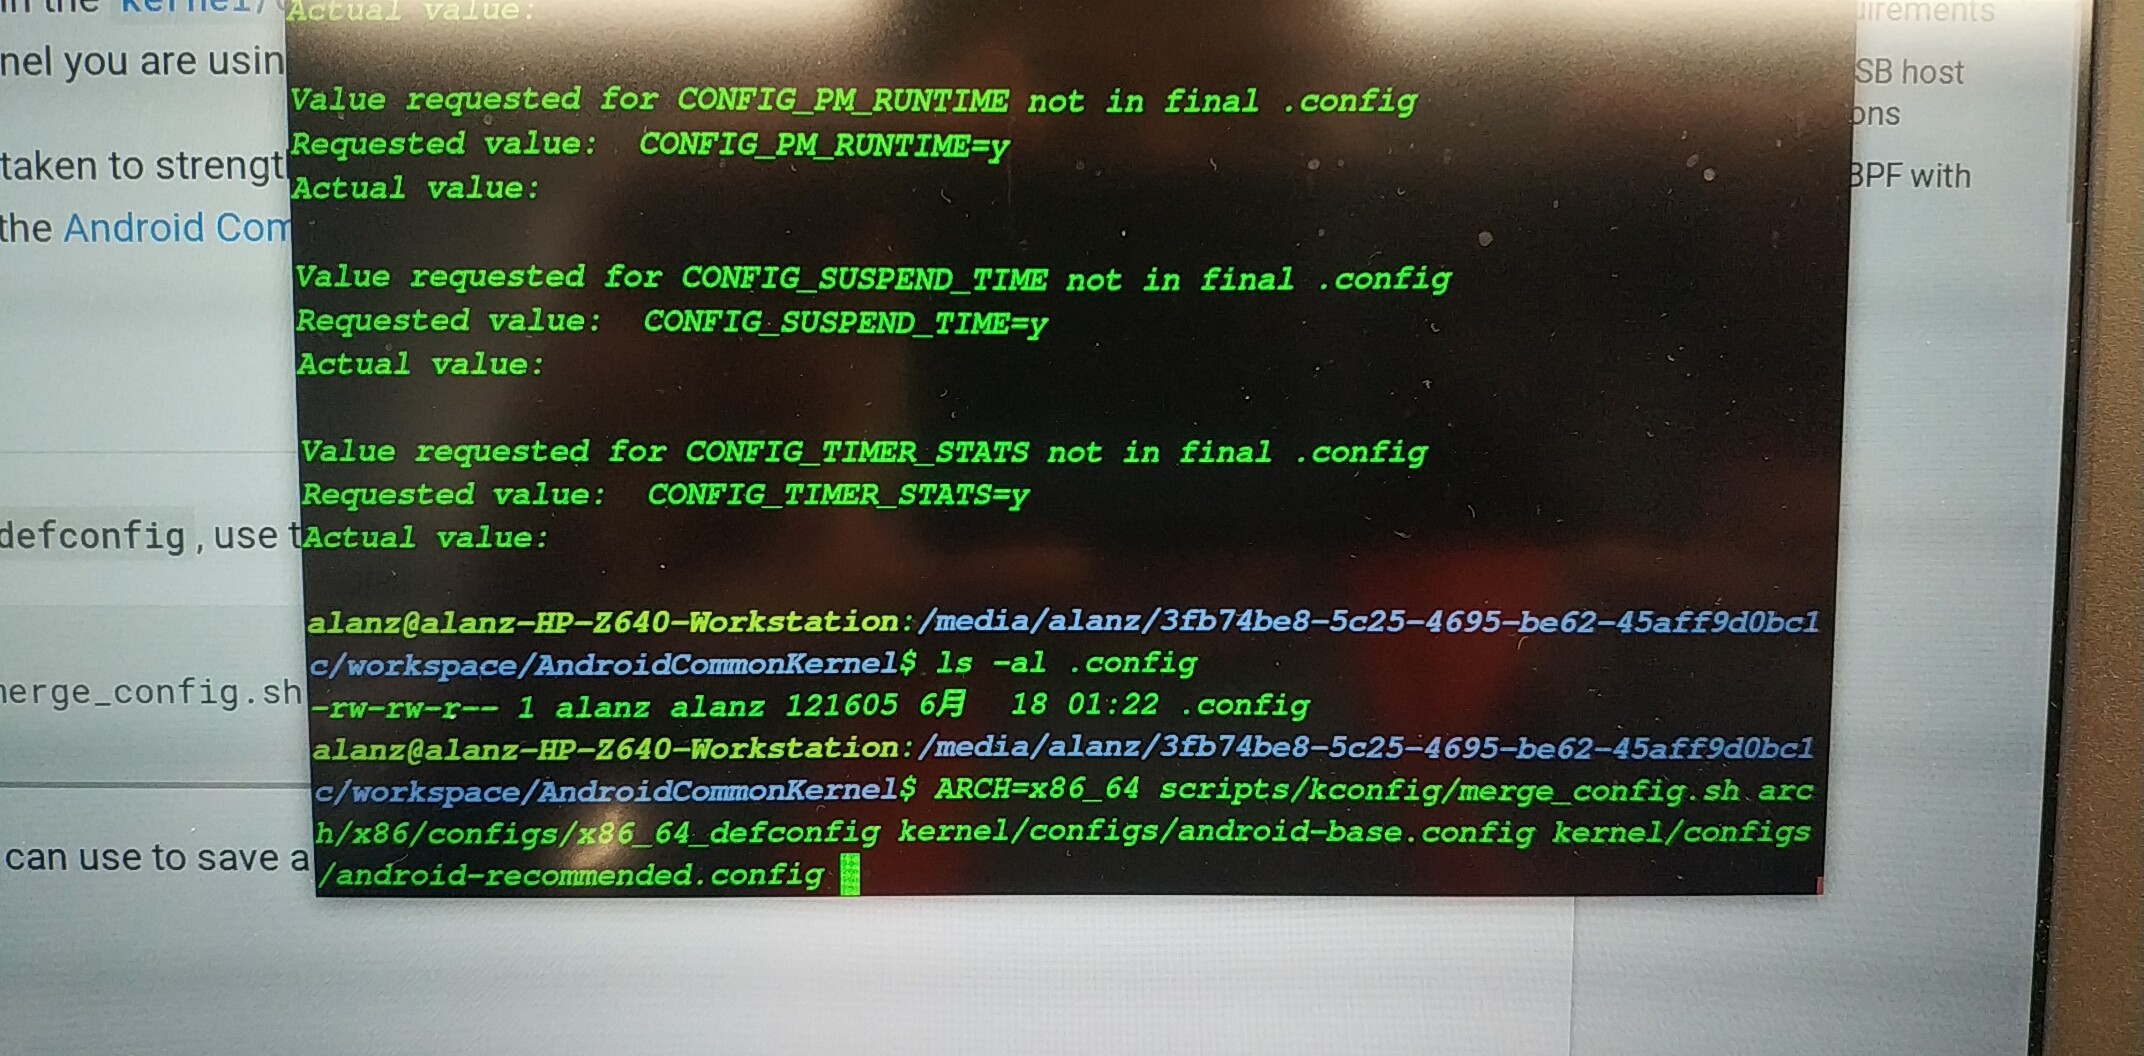 in the kernel/
Actual value:
uirements
nel you are usin
SB host
Value requested for CONFIG_PM_RUNTIME not in final .config
ons
Requested value:  CONFIG_PM_RUNTIME=y
taken to strengt
Actual value:
BPF with
the Android Com
Value requested for CONFIG_SUSPEND_TIME not in final .config
Requested value:  CONFIG_SUSPEND_TIME=y
Actual value:
Value requested for CONFIG_TIMER_STATS not in final .config
Requested value:  CONFIG_TIMER_STATS=y
defconfig, use t
Actual value:
alanz@alanz-HP-Z640-Workstation:/media/alanz/3fb74be8-5c25-4695-be62-45aff9d0bc1
c/workspace/AndroidCommonKernel$ ls -al .config
merge_config.sh
-rw-rw-r-- 1 alanz alanz 121605 6月  18 01:22 .config
alanz@alanz-HP-Z640-Workstation:/media/alanz/3fb74be8-5c25-4695-be62-45aff9d0bc1
c/workspace/AndroidCommonKernel$ ARCH=x86_64 scripts/kconfig/merge_config.sh arc
h/x86/configs/x86_64_defconfig kernel/configs/android-base.config kernel/configs
can use to save a
/android-recommended.config